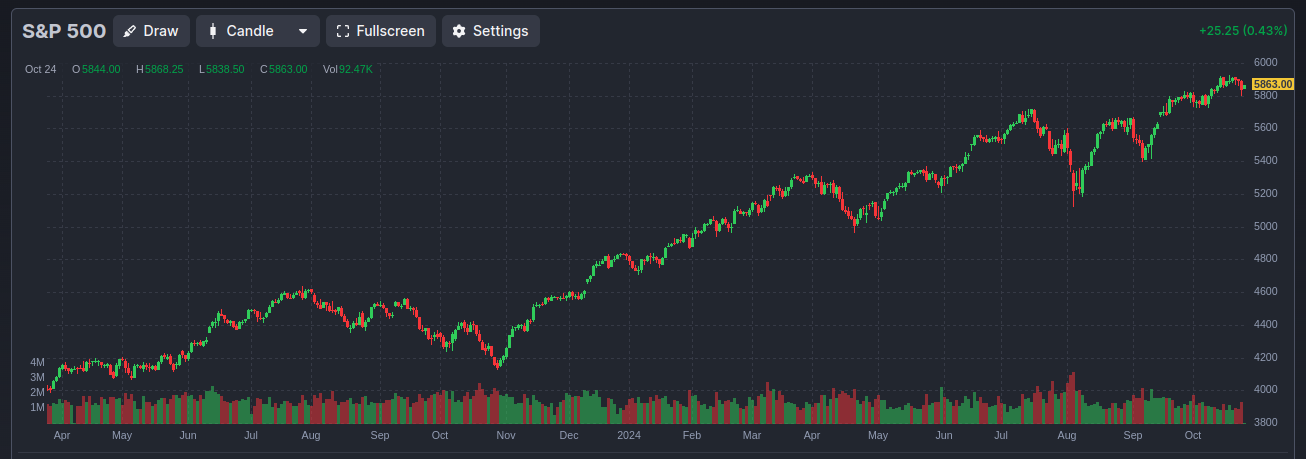 S&P 500 Draw Candle Fullscreen Settings +25.25 (0.43%)
Oct 24 O5844.00 H5868.25 L5838.50 C5863.00 Vol92.47K
6000
5863.00
5800
5600
5400
5200
5000
4800
4600
4400
4200
4000
3800
4M
3M
2M
1M
Apr May Jun Jul Aug Sep Oct Nov Dec 2024 Feb Mar Apr May Jun Jul Aug Sep Oct